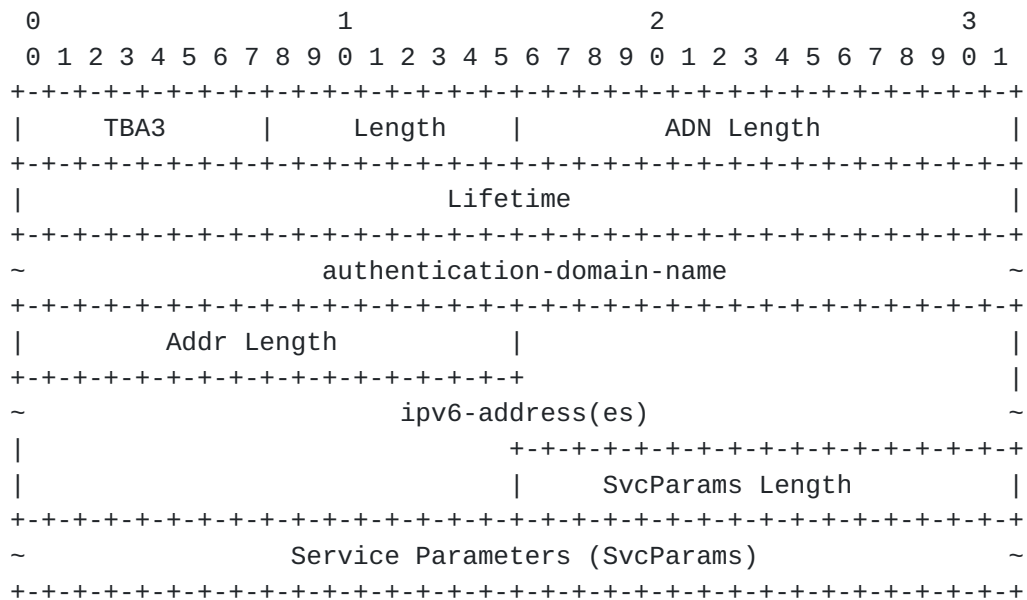 0                   1                   2                   3
 0 1 2 3 4 5 6 7 8 9 0 1 2 3 4 5 6 7 8 9 0 1 2 3 4 5 6 7 8 9 0 1
+-+-+-+-+-+-+-+-+-+-+-+-+-+-+-+-+-+-+-+-+-+-+-+-+-+-+-+-+-+-+-+-+
|     TBA3      |     Length    |         ADN Length            |
+-+-+-+-+-+-+-+-+-+-+-+-+-+-+-+-+-+-+-+-+-+-+-+-+-+-+-+-+-+-+-+-+
|                           Lifetime                            |
+-+-+-+-+-+-+-+-+-+-+-+-+-+-+-+-+-+-+-+-+-+-+-+-+-+-+-+-+-+-+-+-+
~                   authentication-domain-name                  ~
+-+-+-+-+-+-+-+-+-+-+-+-+-+-+-+-+-+-+-+-+-+-+-+-+-+-+-+-+-+-+-+-+
|         Addr Length           |                               |
+-+-+-+-+-+-+-+-+-+-+-+-+-+-+-+-+                               |
~                        ipv6-address(es)                       ~
|                               +-+-+-+-+-+-+-+-+-+-+-+-+-+-+-+-+
|                               |     SvcParams Length          |
+-+-+-+-+-+-+-+-+-+-+-+-+-+-+-+-+-+-+-+-+-+-+-+-+-+-+-+-+-+-+-+-+
~                 Service Parameters (SvcParams)                ~
+-+-+-+-+-+-+-+-+-+-+-+-+-+-+-+-+-+-+-+-+-+-+-+-+-+-+-+-+-+-+-+-+